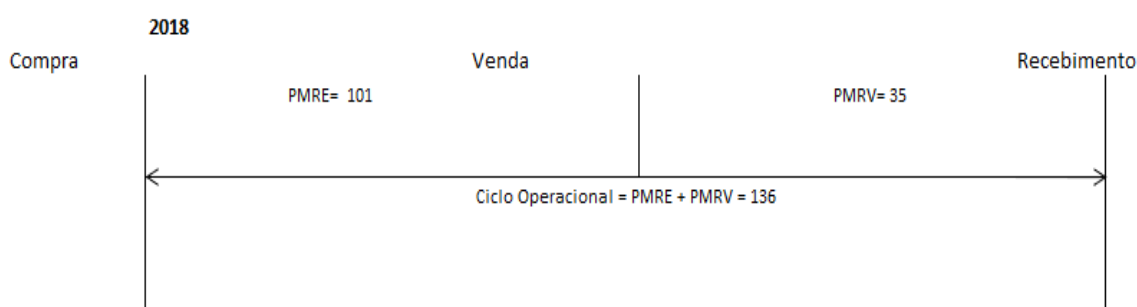 2018
Compra Venda Recebimento
PMRE= 101 PMRV= 35
Ciclo Operacional = PMRE + PMRV = 136